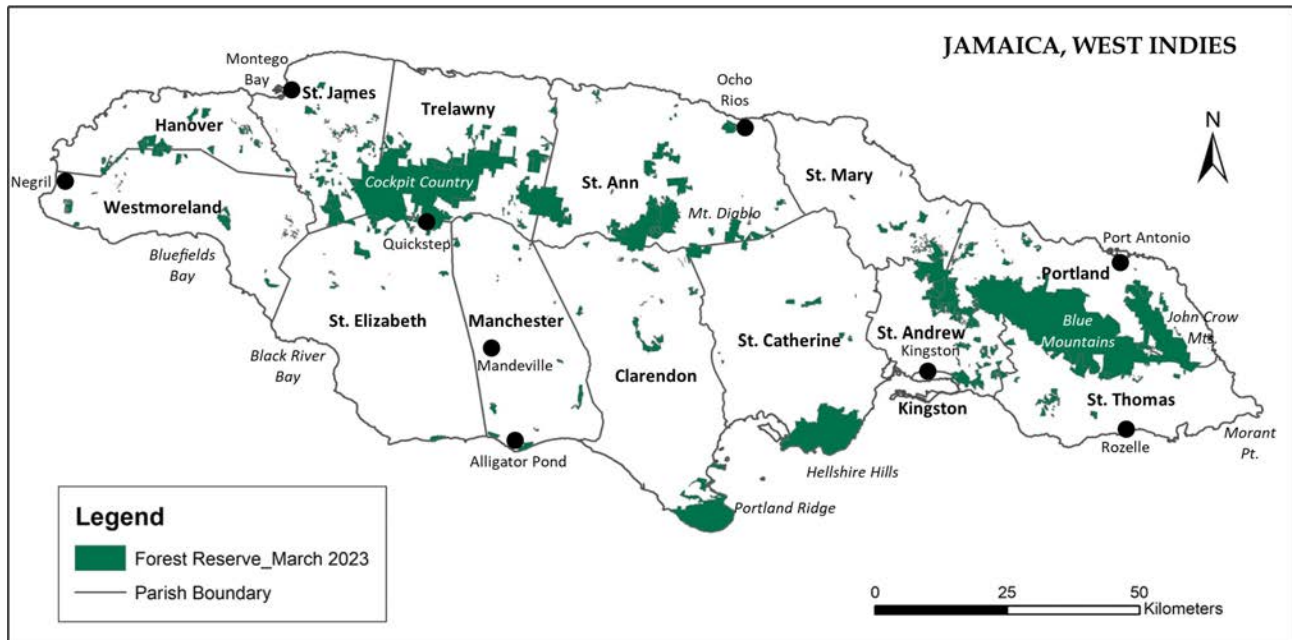 JAMAICA, WEST INDIES
N
Montego
Bay
St. James
Trelawny
Ocho
Rios
Hanover
Negril
Westmoreland
Cockpit Country
St. Ann
St. Mary
Mt. Diablo
Quickstep
Bluefields
Bay
Port Antonio
Portland
St. Elizabeth
Manchester
Mandeville
Black River
Bay
Clarendon
St. Catherine
St. Andrew
Kingston
Blue
Mountains
John Crow
Mts.
Kingston
St. Thomas
Rozelle
Morant
Pt.
Alligator Pond
Hellshire Hills
Portland Ridge
Legend
Forest Reserve_March 2023
Parish Boundary
0 25 50
Kilometers